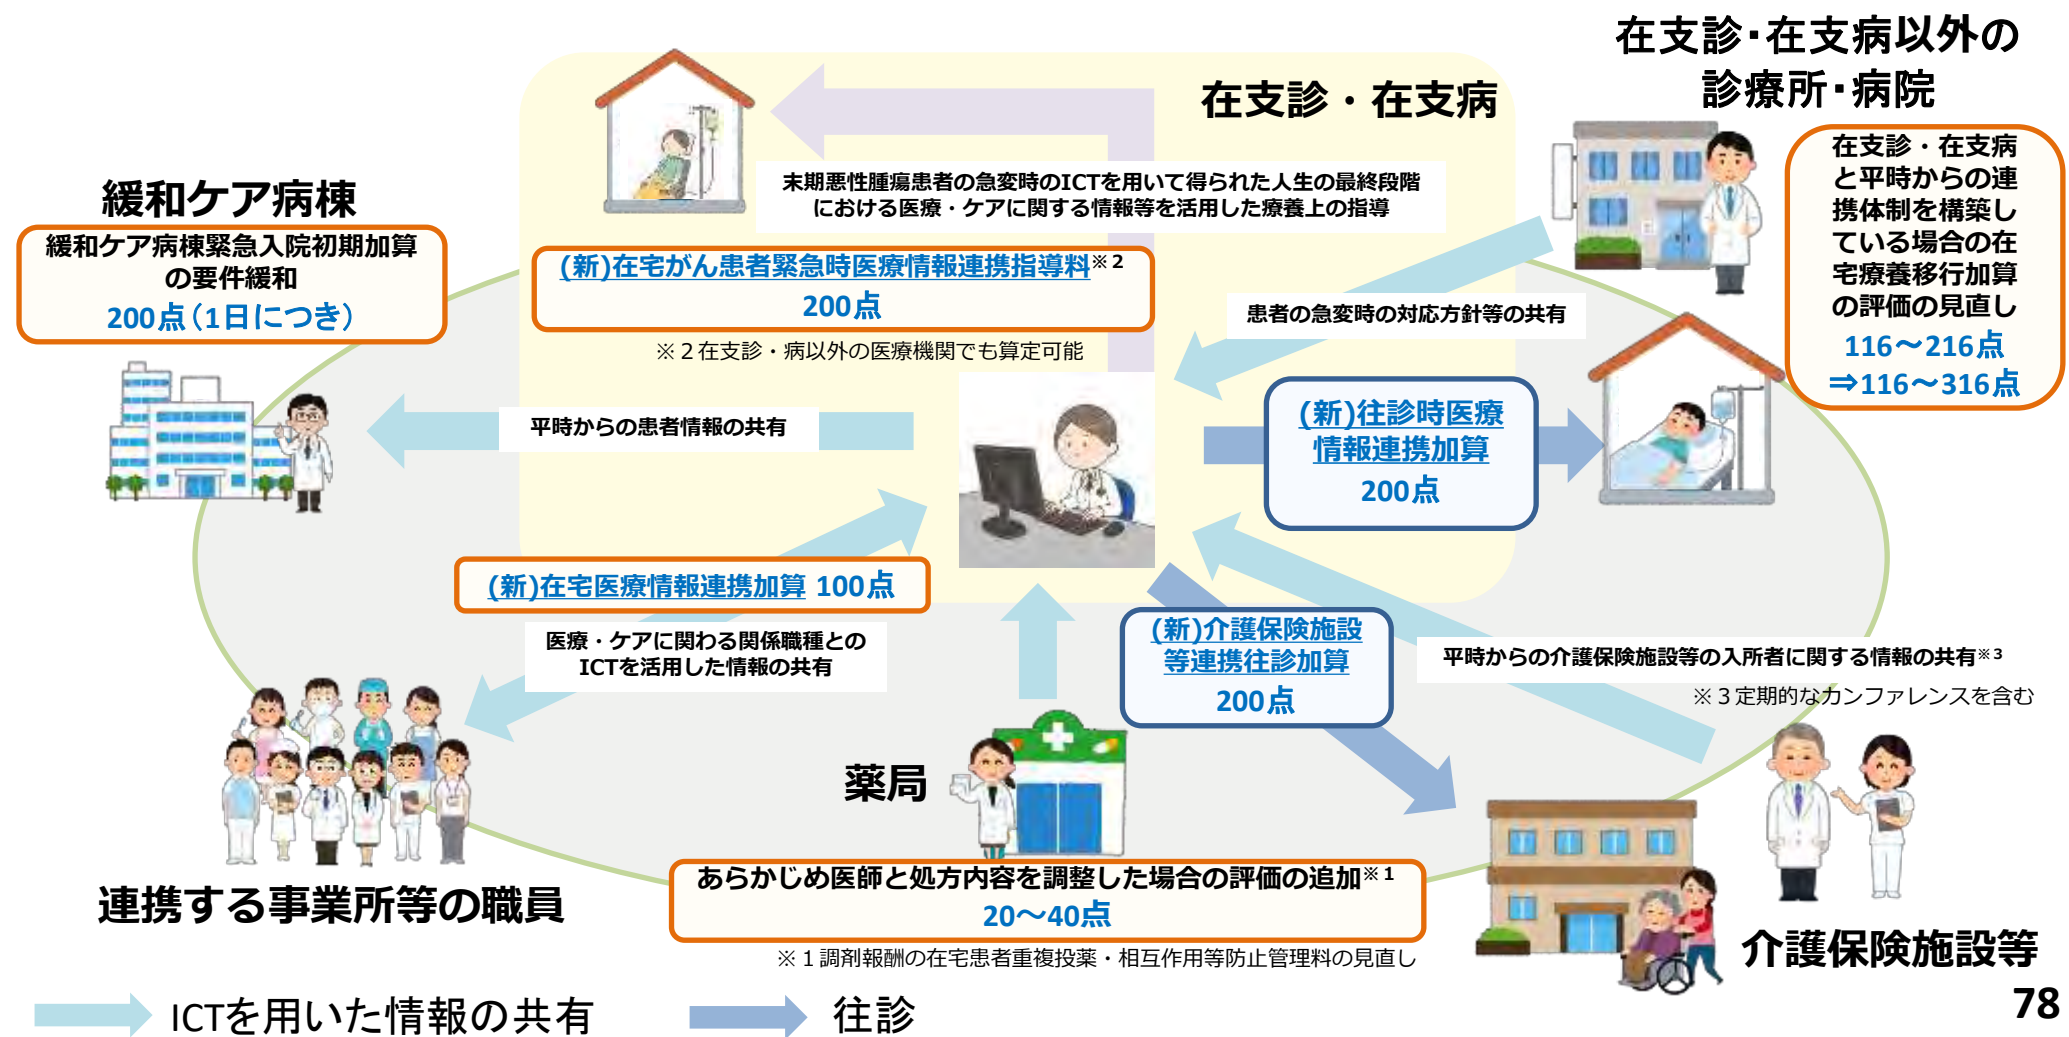 在支診・在支病以外の
診療所・病院
在支診・在支病
と平時からの連
携体制を構築し
ている場合の在
宅療養移行加算
の評価の見直し
116～216点
⇒116～316点
在支診・在支病
末期悪性腫瘍患者の急変時のICTを用いて得られた人生の最終段階
における医療・ケアに関する情報等を活用した療養上の指導
(新)在宅がん患者緊急時医療情報連携指導料※2
200点
※２在支診・病以外の医療機関でも算定可能
緩和ケア病棟
緩和ケア病棟緊急入院初期加算
の要件緩和
200点（1日につき）
患者の急変時の対応方針等の共有
平時からの患者情報の共有
(新)往診時医療
情報連携加算
200点
(新)在宅医療情報連携加算 100点
医療・ケアに関わる関係職種との
ICTを活用した情報の共有
(新)介護保険施設
等連携往診加算
200点
平時からの介護保険施設等の入所者に関する情報の共有※3
※３定期的なカンファレンスを含む
薬局
あらかじめ医師と処方内容を調整した場合の評価の追加※1
20～40点
※１調剤報酬の在宅患者重複投薬・相互作用等防止管理料の見直し
連携する事業所等の職員
介護保険施設等
ICTを用いた情報の共有
往診
78